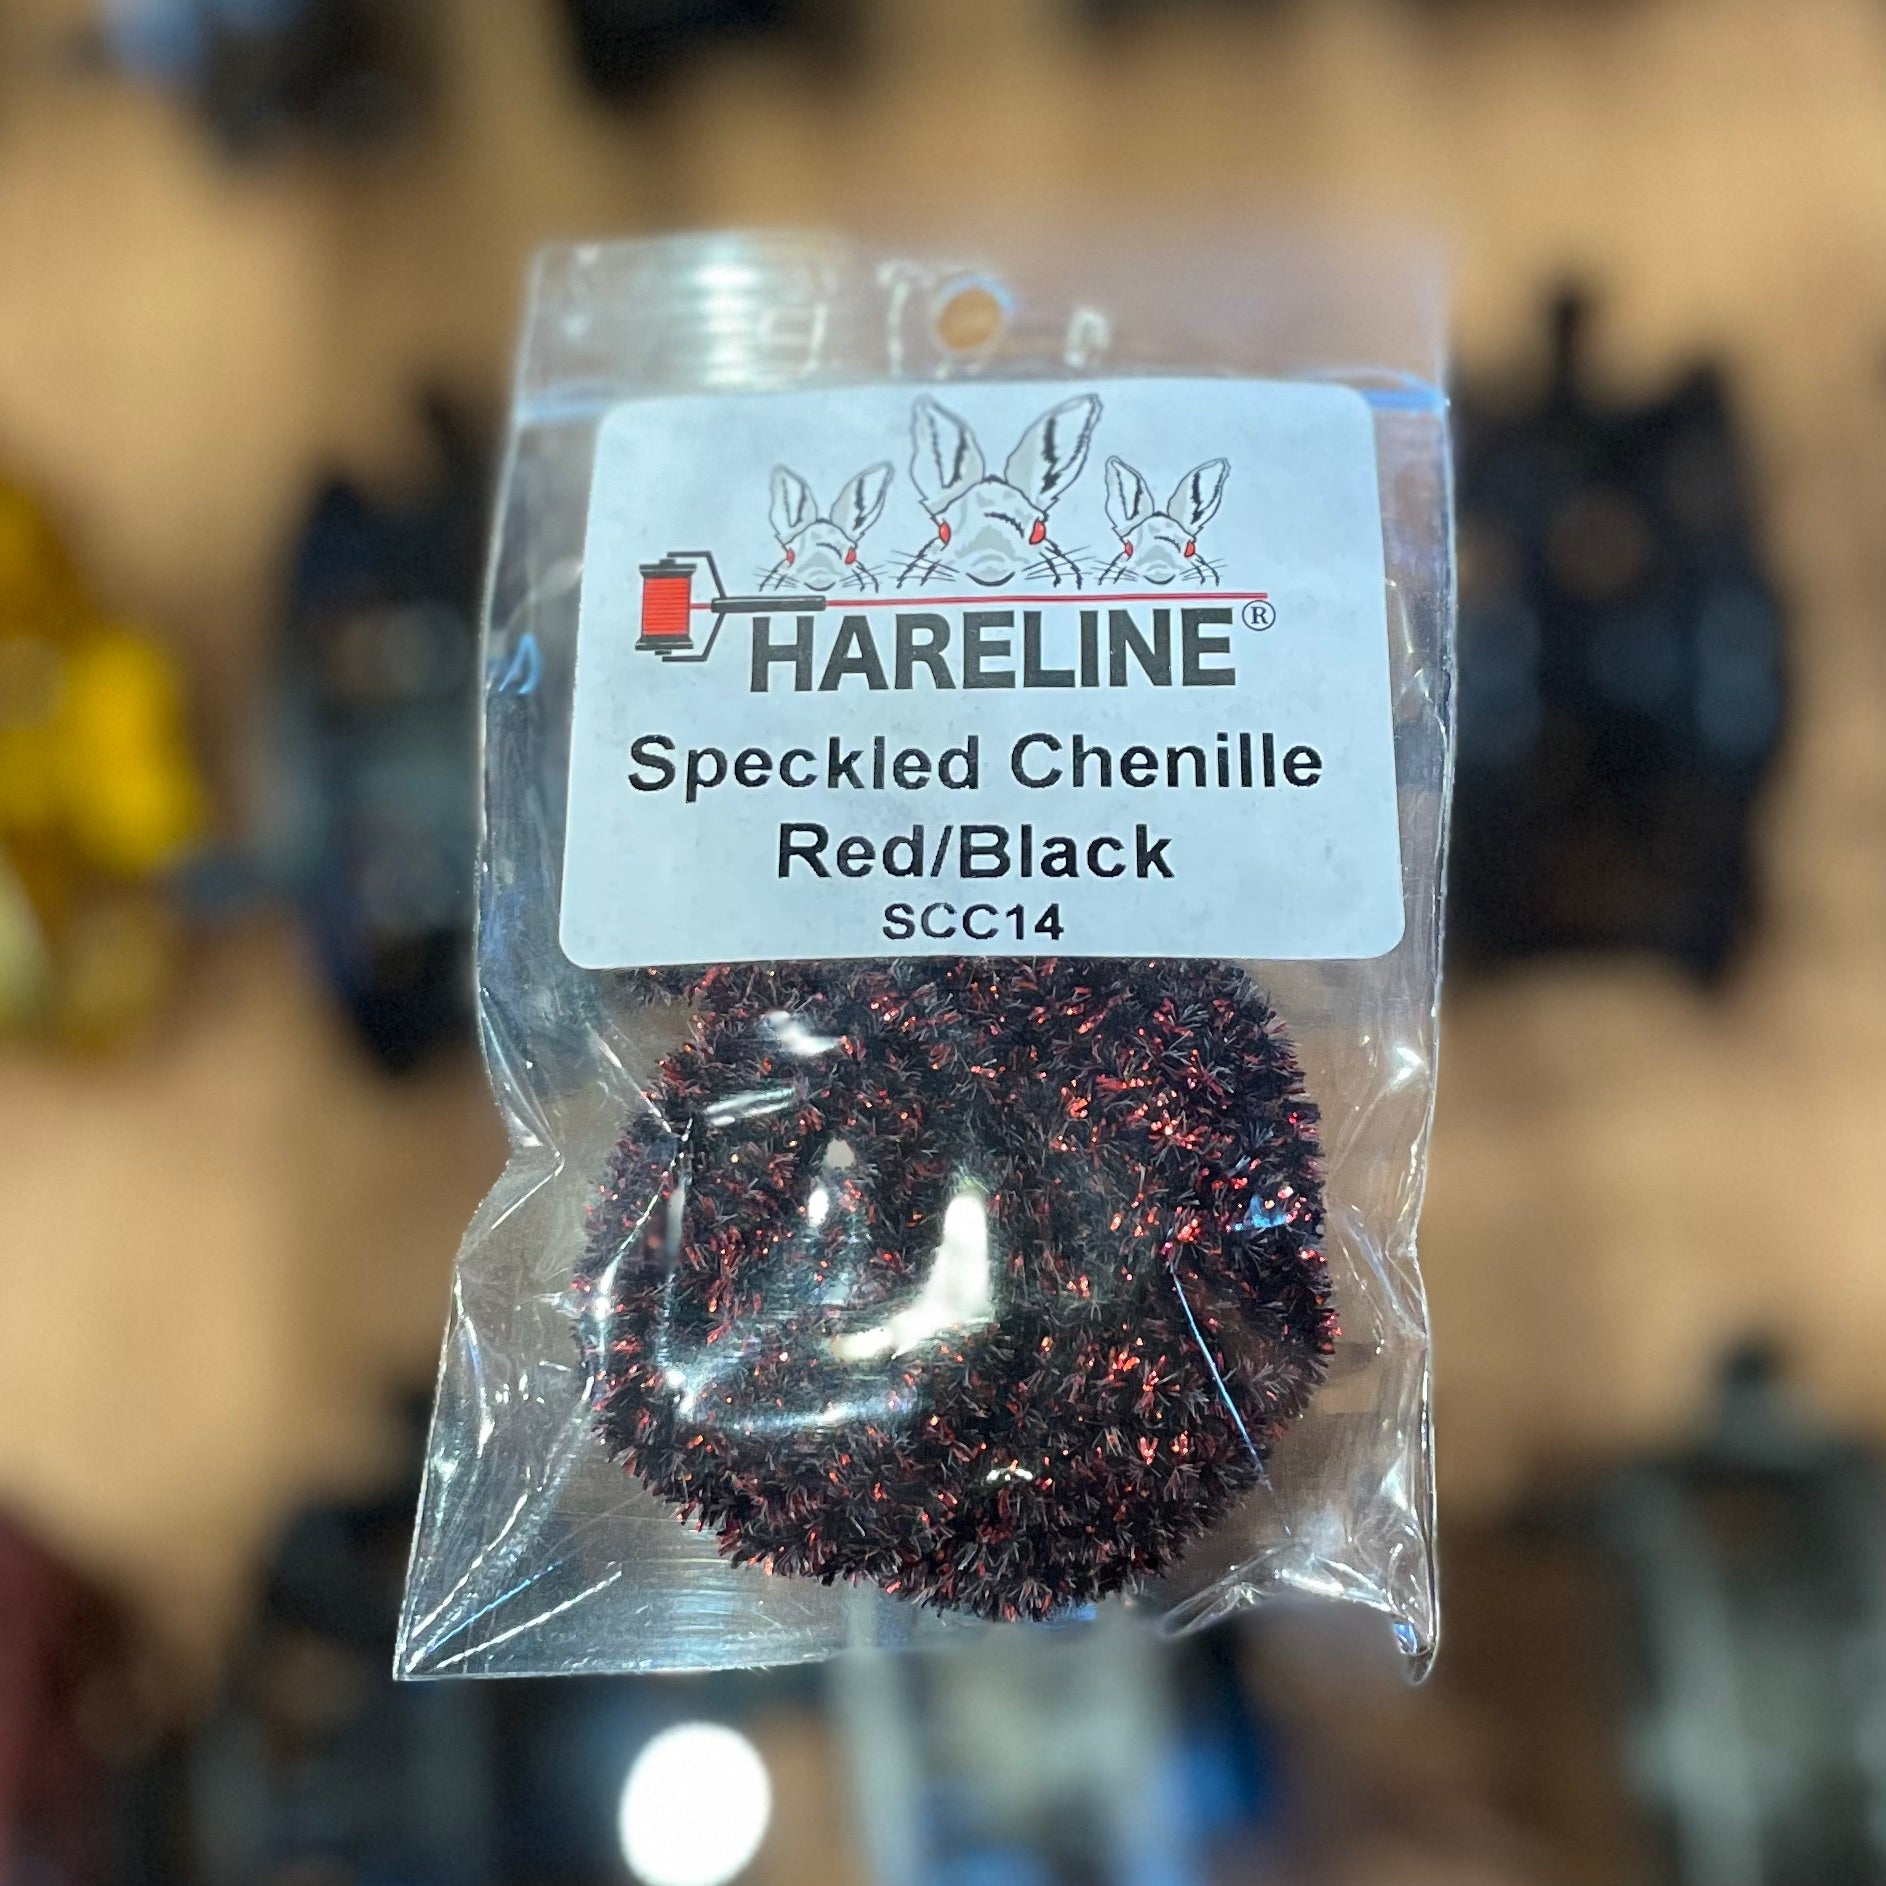 HARELINE®
Speckled Chenille
Red/Black
SCC14